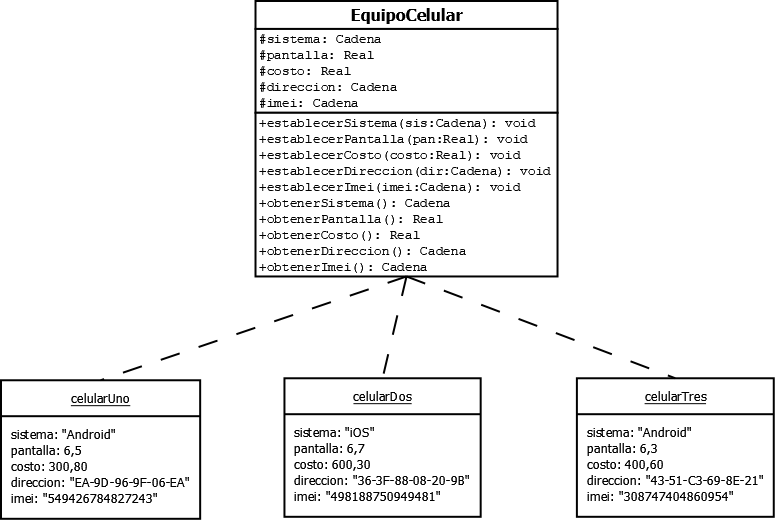 EquipoCelular
#sistema: Cadena
#pantalla: Real
#costo: Real
#direccion: Cadena
#imei: Cadena
+establecerSistema(sis:Cadena): void
+establecerPantalla(pan:Real): void
+establecerCosto(costo:Real): void
+establecerDireccion(dir:Cadena): void
+establecerImei(imei:Cadena): void
+obtenerSistema(): Cadena
+obtenerPantalla(): Real
+obtenerCosto(): Real
+obtenerDireccion(): Cadena
+obtenerImei(): Cadena
celularUno
sistema: "Android"
pantalla: 6,5
costo: 300,80
direccion: "EA-9D-96-9F-06-EA"
imei: "549426784827243"
celularDos
sistema: "iOS"
pantalla: 6,7
costo: 600,30
direccion: "36-3F-88-08-20-9B"
imei: "498188750949481"
celularTres
sistema: "Android"
pantalla: 6,3
costo: 400,60
direccion: "43-51-C3-69-8E-21"
imei: "308747404860954"